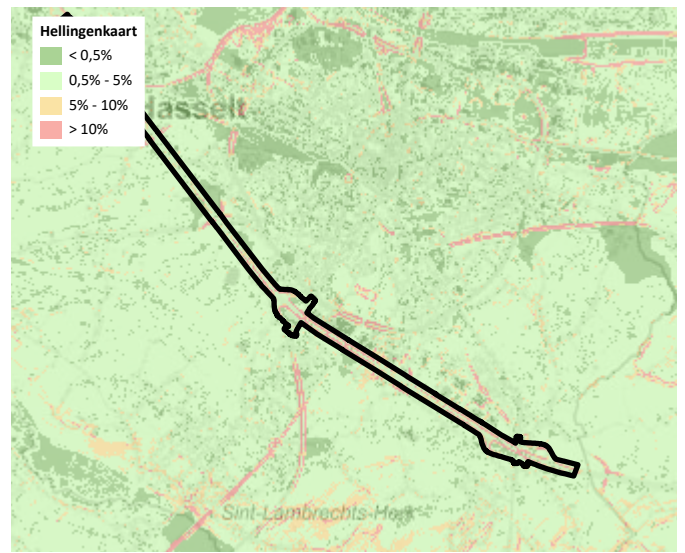 Hellingenkaart
< 0,5%
0,5% - 5%
5% - 10%
> 10%
Hasselt
Sint-Lambrechts-Herk